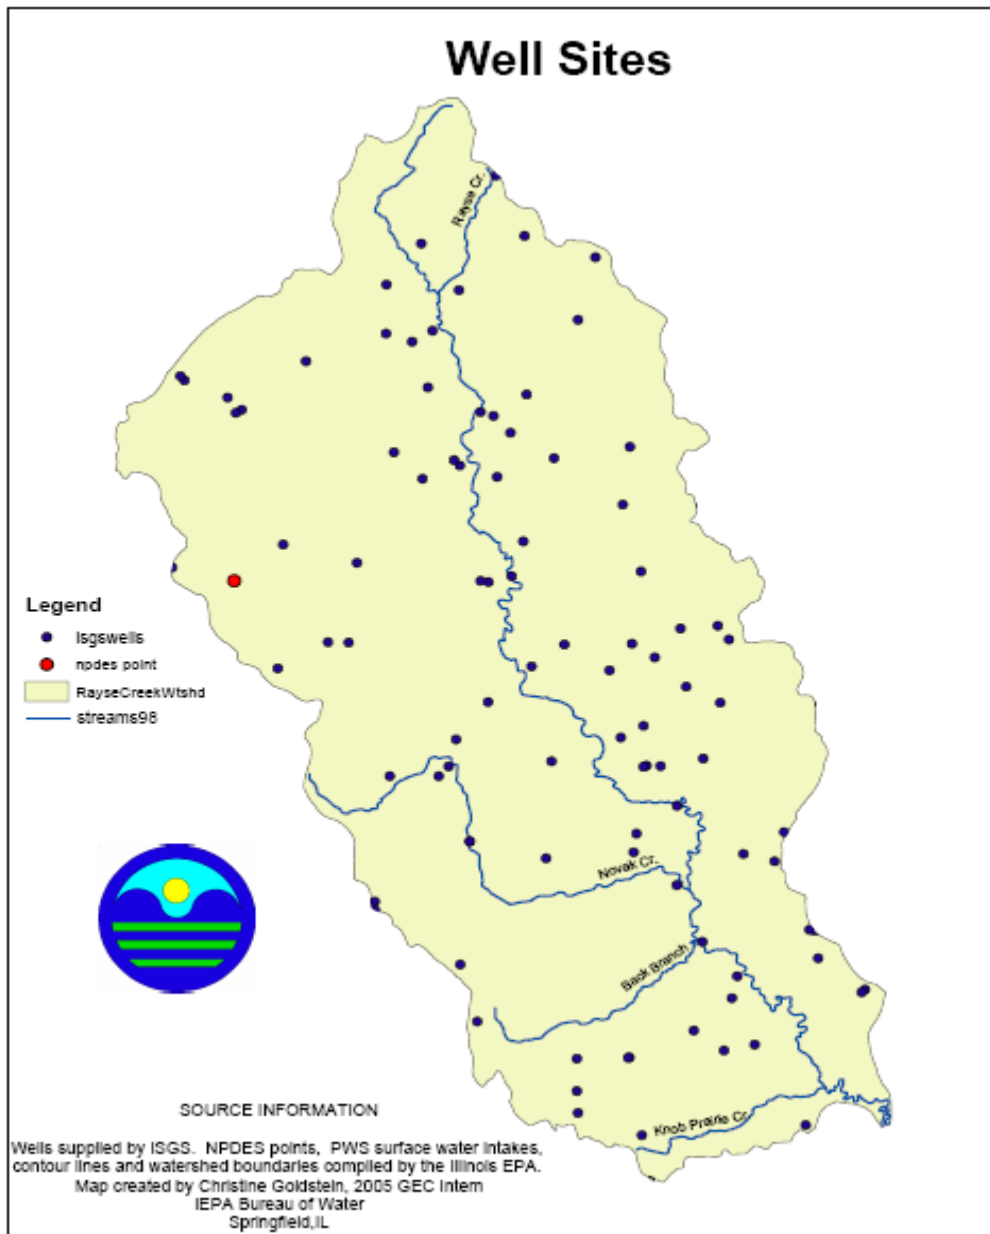 Well Sites
Rayse Cr.
Legend
Isgswells
npdes point
RayseCreekWtshd
streams98
Novak Cr.
Back Branch
Knob Prairie Cr.
SOURCE INFORMATION
Wells supplied by ISGS. NPDES points, PWS surface water intakes,
contour lines and watershed boundaries compiled by the Illinois EPA.
Map created by Christine Goldstein, 2005 GEC Intern
IEPA Bureau of Water
Springfield,IL